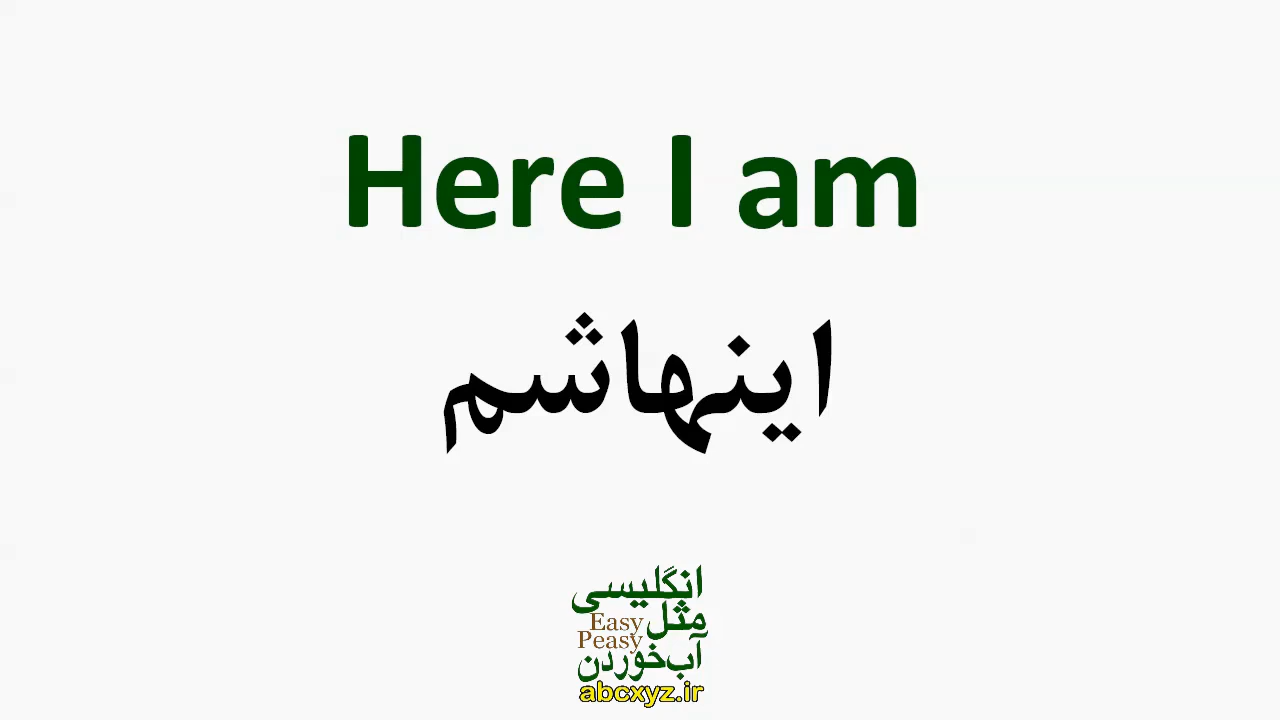 Here I am
اینهاشم
انگلیسی
مثل Easy
Peasy
آب‌خوردن
abcxyz.ir